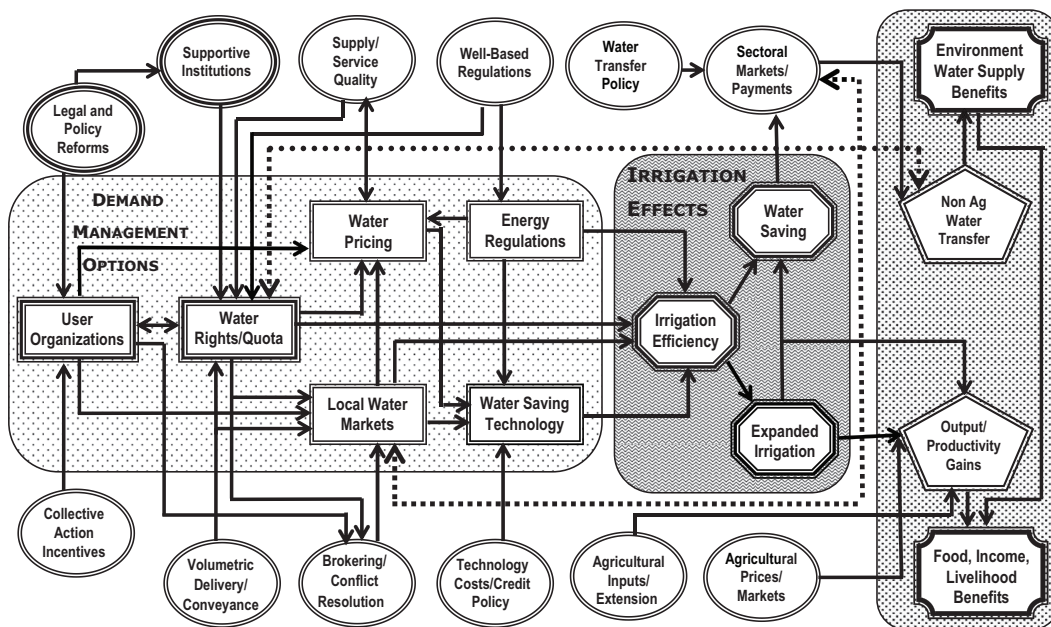 Supportive
Institutions
Supply/
Service
Quality
Well-Based
Regulations
Water
Transfer
Policy
Sectoral
Markets/
Payments
Environment
Water Supply
Benefits
Legal and
Policy
Reforms
DEMAND
MANAGEMENT
OPTIONS
Water
Pricing
Energy
Regulations
IRRIGATION
EFFECTS
Water
Saving
Non Ag
Water
Transfer
User
Organizations
Water
Rights/Quota
Irrigation
Efficiency
Local Water
Markets
Water Saving
Technology
Expanded
Irrigation
Output/
Productivity
Gains
Collective
Action
Incentives
Volumetric
Delivery/
Conveyance
Brokering/
Conflict
Resolution
Technology
Costs/Credit
Policy
Agricultural
Inputs/
Extension
Agricultural
Prices/
Markets
Food, Income,
Livelihood
Benefits